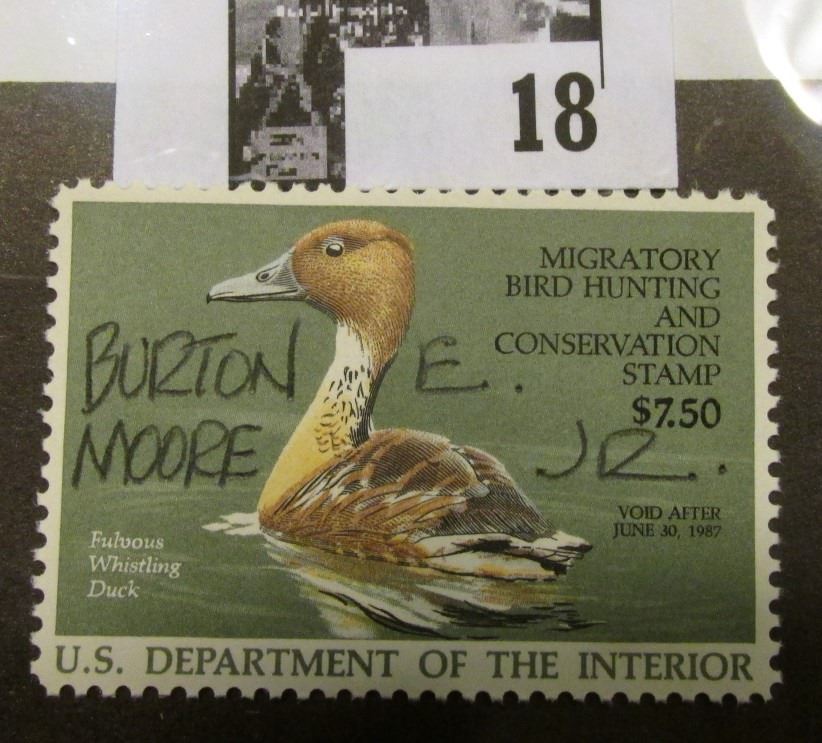 18
MIGRATORY
BIRD HUNTING
AND
CONSERVATION
STAMP
$7.50
BURTON E.
MOORE JR.
VOID AFTER
JUNE 30, 1987
Fulvous
Whistling
Duck
U.S. DEPARTMENT OF THE INTERIOR